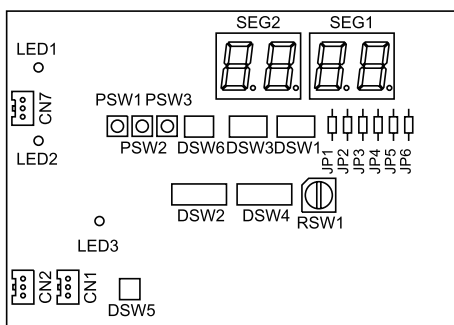 SEG2 SEG1
LED1
CN7
PSW1 PSW3
LED2
PSW2 DSW6 DSW3 DSW1
JP1 JP2 JP3 JP4 JP5 JP6
DSW2 DSW4 RSW1
LED3
CN2 CN1
DSW5